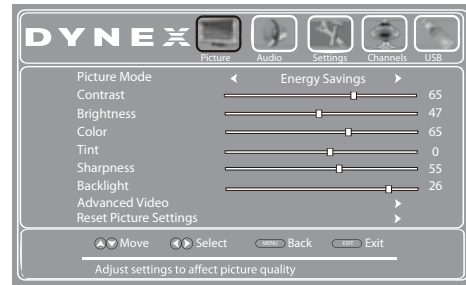 DYNEX
Picture Audio Settings Channels USB
Picture Mode Energy Savings
Contrast 65
Brightness 47
Color 65
Tint 0
Sharpness 55
Backlight 26
Advanced Video
Reset Picture Settings
Move Select MENU Back EXIT Exit
Adjust settings to affect picture quality